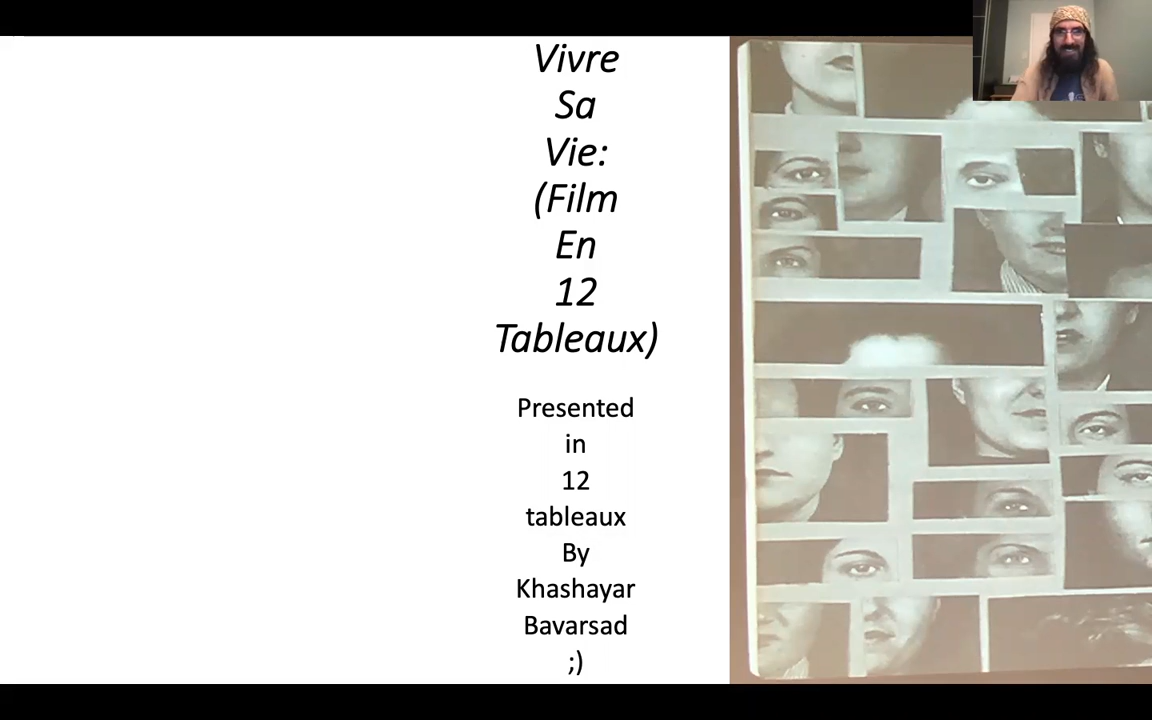 Vivre
Sa
Vie:
(Film
En
12
Tableaux)
Presented
in
12
tableaux
By
Khashayar
Bavarsad
;)